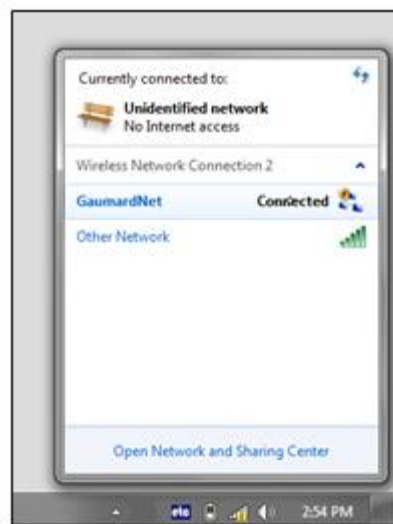 Currently connected to:
Unidentified network
No Internet access
Wireless Network Connection 2
GaumardNet Connected
Other Network
Open Network and Sharing Center
2:54 PM